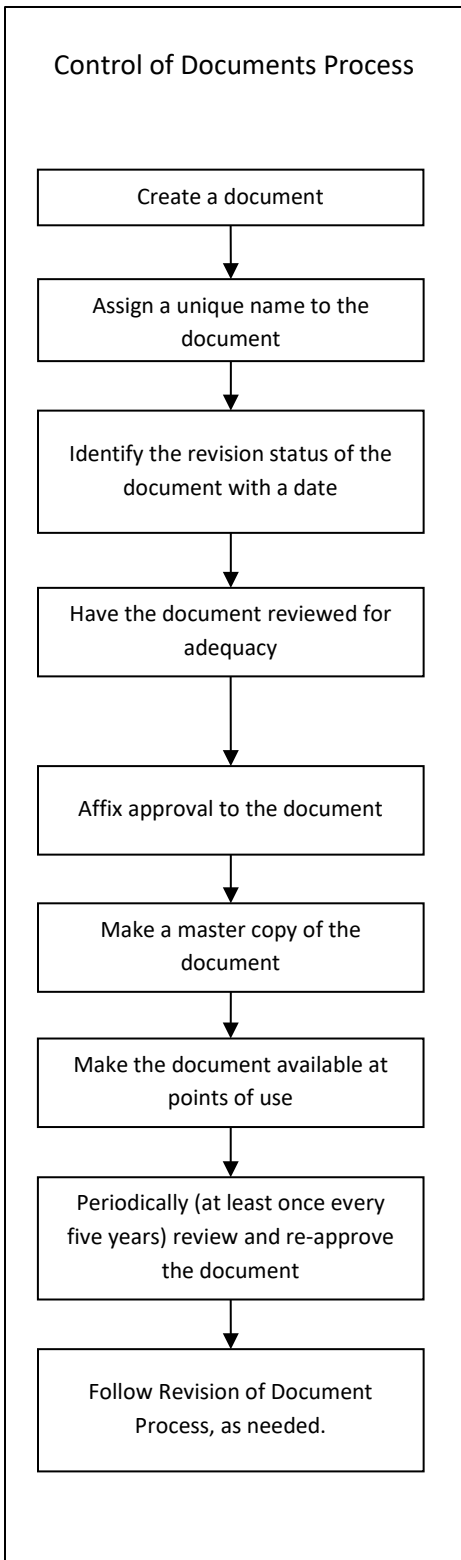 Control of Documents Process
Create a document
Assign a unique name to the
document
Identify the revision status of the
document with a date
Have the document reviewed for
adequacy
Affix approval to the document
Make a master copy of the
document
Make the document available at
points of use
Periodically (at least once every
five years) review and re-approve
the document
Follow Revision of Document
Process, as needed.